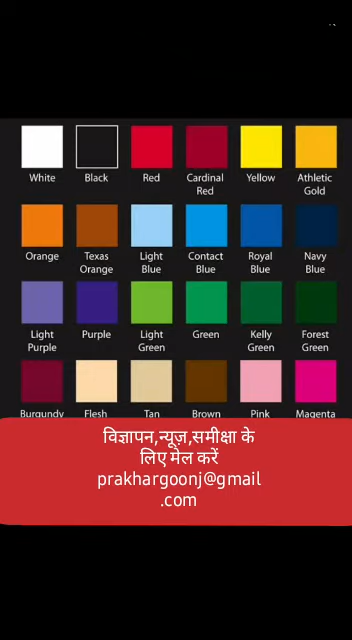 White Black Red Cardinal Red Yellow Athletic Gold
Orange Texas Orange Light Blue Contact Blue Royal Blue Navy Blue
Light Purple Purple Light Green Green Kelly Green Forest Green
Burgundy Flesh Tan Brown Pink Magenta
विज्ञापन,न्यूज़,समीक्षा के
लिए मेल करें
prakhargoonj@gmail
.com